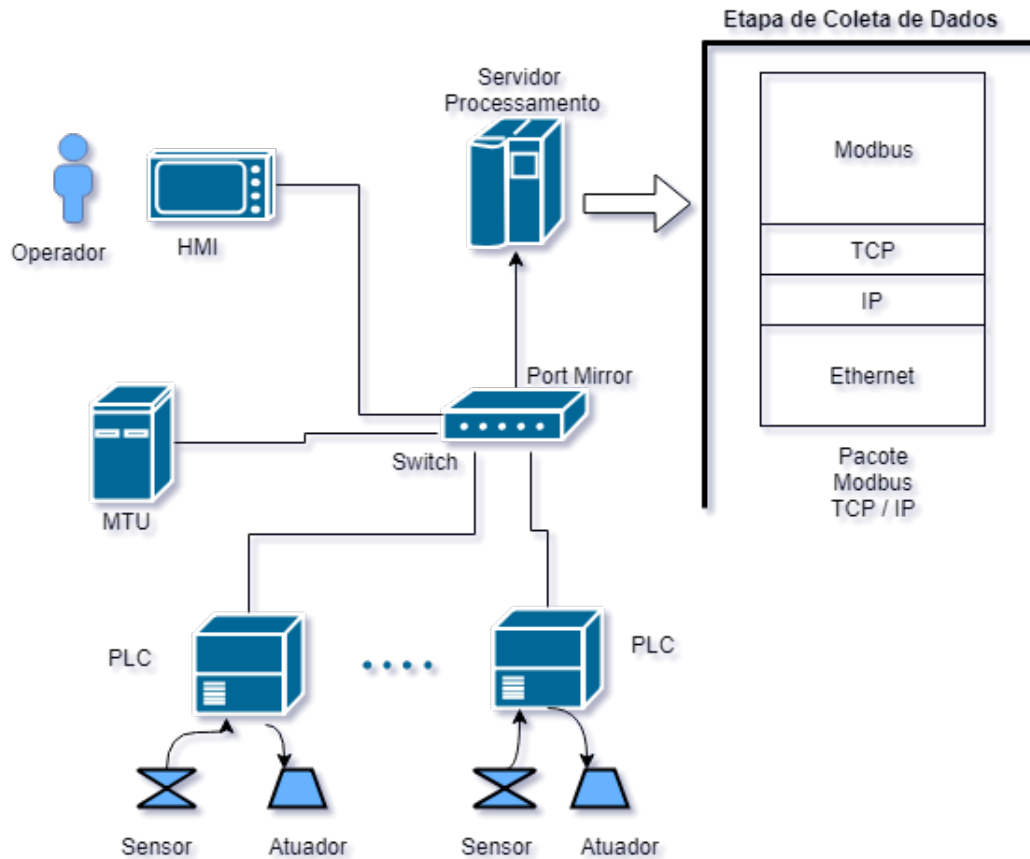 Etapa de Coleta de Dados
Servidor
Processamento
Modbus
TCP
IP
Ethernet
Pacote
Modbus
TCP / IP
Operador
HMI
Port Mirror
Switch
MTU
PLC
PLC
Sensor
Atuador
Sensor
Atuador